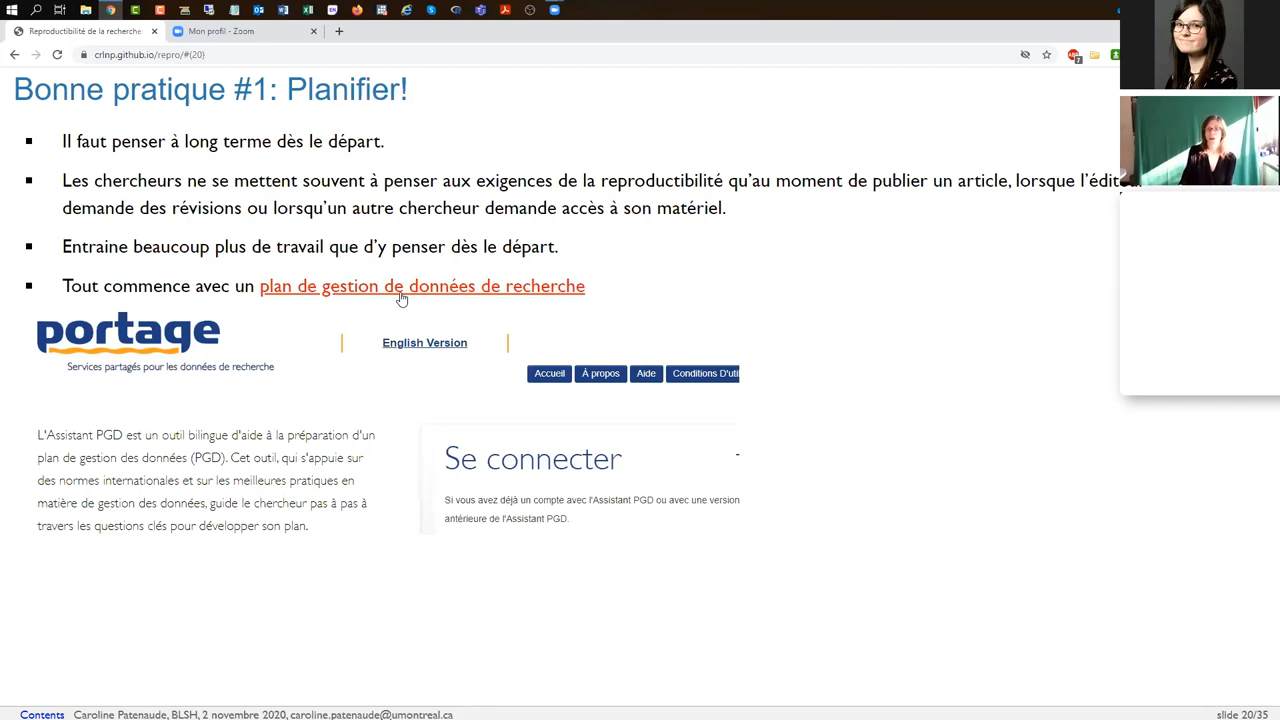 Reproductibilité de la recherche
Mon profil - Zoom
crlnp.github.io/repro/#(20)
7
Bonne pratique #1: Planifier!
Il faut penser à long terme dès le départ.
Les chercheurs ne se mettent souvent à penser aux exigences de la reproductibilité qu'au moment de publier un article, lorsque l'édit
demande des révisions ou lorsqu'un autre chercheur demande accès à son matériel.
Entraine beaucoup plus de travail que d'y penser dès le départ.
Tout commence avec un plan de gestion de données de recherche
portage
Services partagés pour les données de recherche
English Version
Accueil À propos Aide Conditions D'util
L'Assistant PGD est un outil bilingue d'aide à la préparation d'un
plan de gestion des données (PGD). Cet outil, qui s'appuie sur
des normes internationales et sur les meilleures pratiques en
matière de gestion des données, guide le chercheur pas à pas à
travers les questions clés pour développer son plan.
Se connecter
Si vous avez déjà un compte avec l'Assistant PGD ou avec une version
antérieure de l'Assistant PGD.
Contents Caroline Patenaude, BLSH, 2 novembre 2020, caroline.patenaude@umontreal.ca
slide 20/35